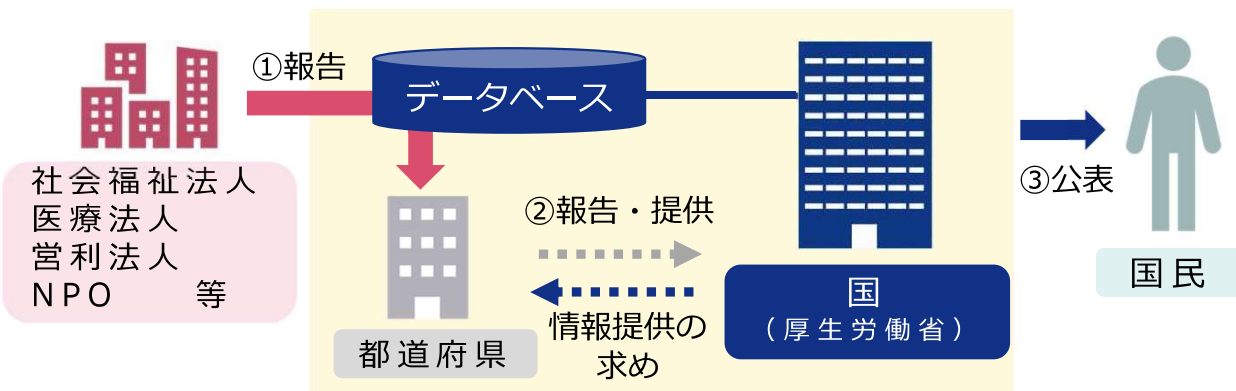 ①報告
データベース
社会福祉法人
医療法人
営利法人
NPO 等
②報告・提供
③公表
情報提供の
求め
都道府県
国
（厚生労働省）
国民